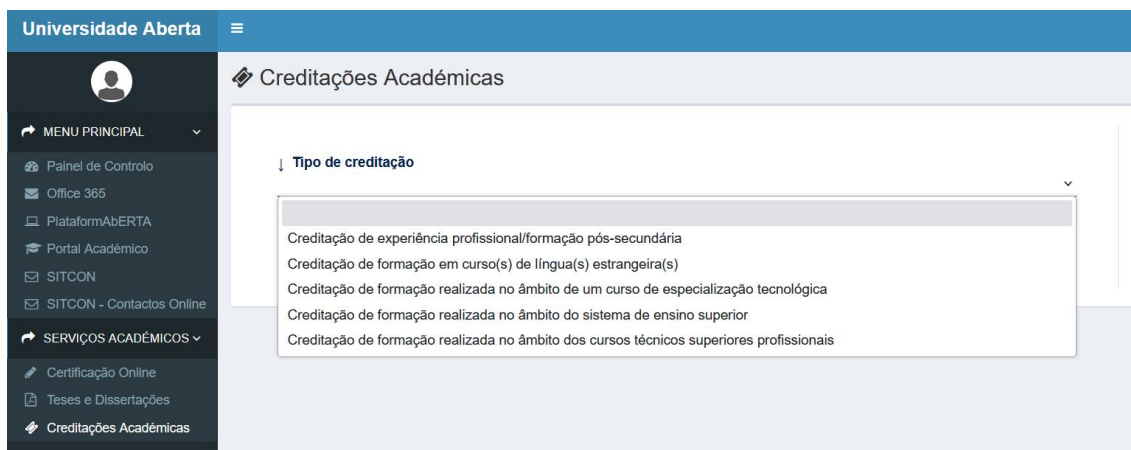 Universidade Aberta
Creditações Académicas
MENU PRINCIPAL
Painel de Controlo
Office 365
PlataformAbERTA
Portal Académico
SITCON
SITCON - Contactos Online
SERVIÇOS ACADÉMICOS
Certificação Online
Teses e Dissertações
Creditações Académicas
↓ Tipo de creditação
Creditação de experiência profissional/formação pós-secundária
Creditação de formação em curso(s) de língua(s) estrangeira(s)
Creditação de formação realizada no âmbito de um curso de especialização tecnológica
Creditação de formação realizada no âmbito do sistema de ensino superior
Creditação de formação realizada no âmbito dos cursos técnicos superiores profissionais